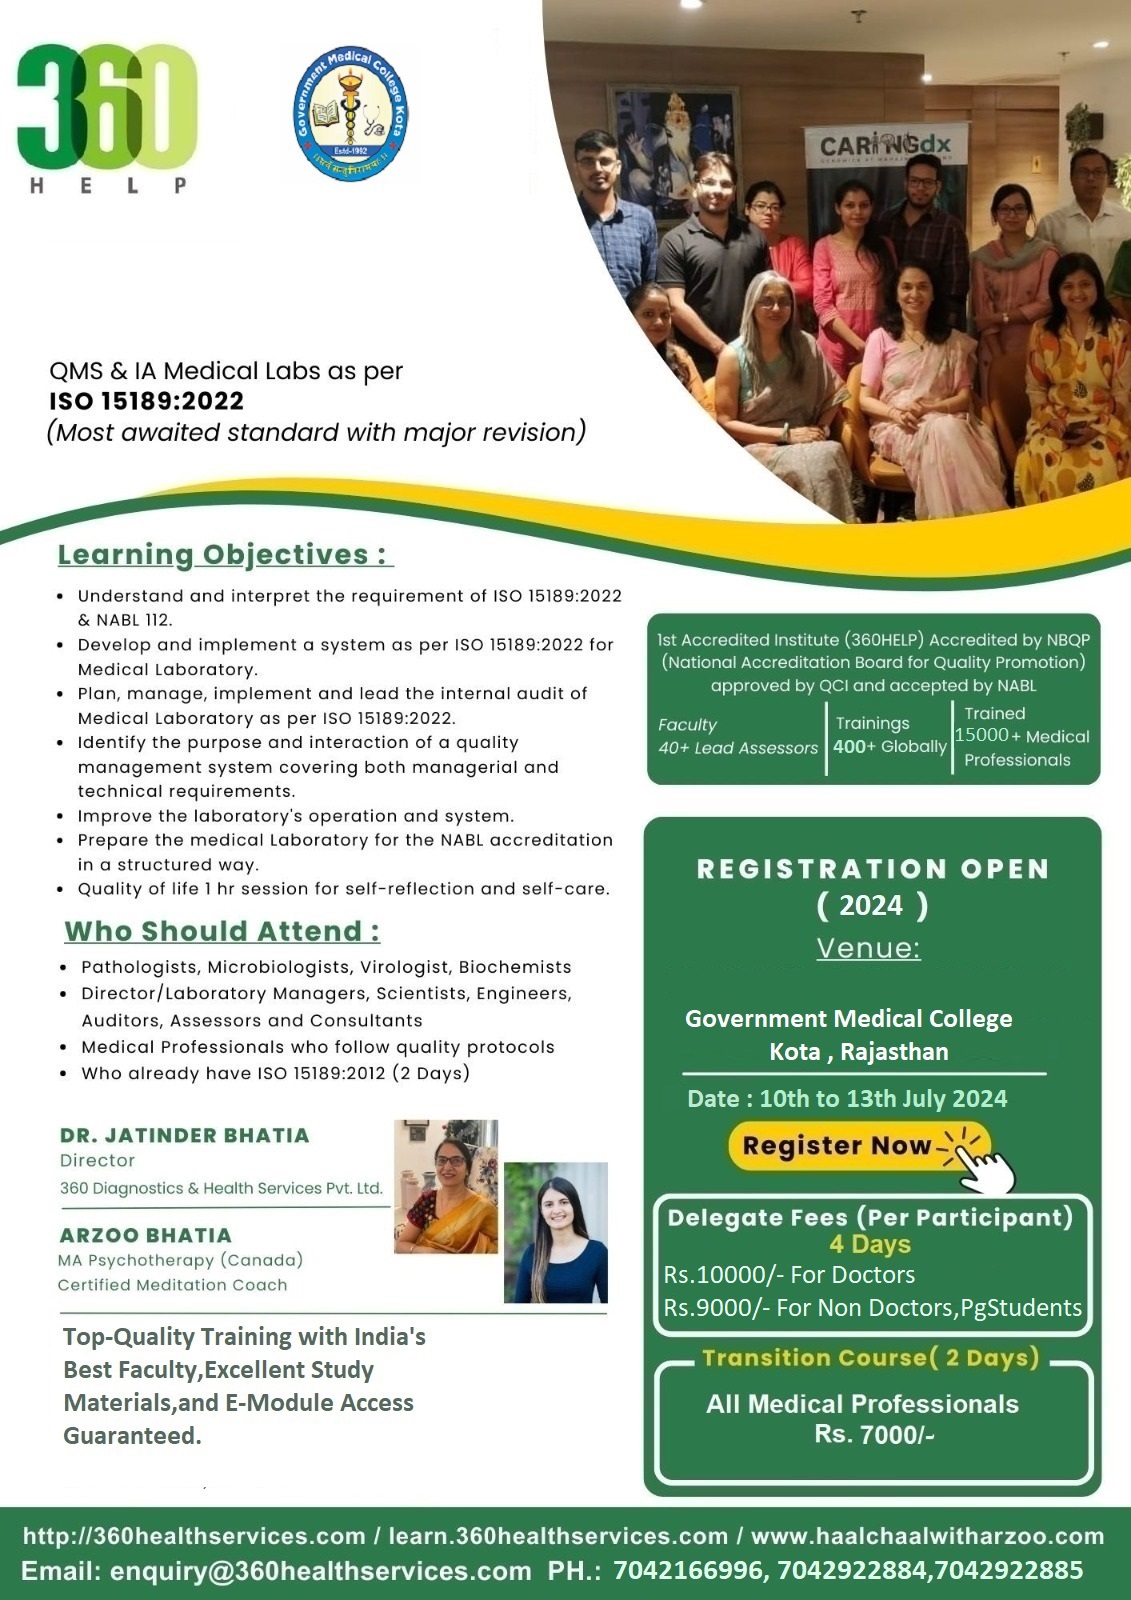 360
HELP
Government Medical College Kota
Estd-1992
CARiNGdx
QMS & IA Medical Labs as per
ISO 15189:2022
(Most awaited standard with major revision)
Learning Objectives :
• Understand and interpret the requirement of ISO 15189:2022
& NABL 112.
• Develop and implement a system as per ISO 15189:2022 for
Medical Laboratory.
• Plan, manage, implement and lead the internal audit of
Medical Laboratory as per ISO 15189:2022.
• Identify the purpose and interaction of a quality
management system covering both managerial and
technical requirements.
• Improve the laboratory's operation and system.
• Prepare the medical Laboratory for the NABL accreditation
in a structured way.
• Quality of life 1 hr session for self-reflection and self-care.
Who Should Attend :
• Pathologists, Microbiologists, Virologist, Biochemists
• Director/Laboratory Managers, Scientists, Engineers,
Auditors, Assessors and Consultants
• Medical Professionals who follow quality protocols
• Who already have ISO 15189:2012 (2 Days)
DR. JATINDER BHATIA
Director
360 Diagnostics & Health Services Pvt. Ltd.
ARZOO BHATIA
MA Psychotherapy (Canada)
Certified Meditation Coach
Top-Quality Training with India's
Best Faculty,Excellent Study
Materials,and E-Module Access
Guaranteed.
1st Accredited Institute (360HELP) Accredited by NBQP
(National Accreditation Board for Quality Promotion)
approved by QCI and accepted by NABL
Faculty
40+ Lead Assessors
Trainings
400+ Globally
Trained
15000+ Medical
Professionals
REGISTRATION OPEN
( 2024 )
Venue:
Government Medical College
Kota , Rajasthan
Date : 10th to 13th July 2024
Register Now
Delegate Fees (Per Participant)
4 Days
Rs.10000/- For Doctors
Rs.9000/- For Non Doctors,PgStudents
Transition Course( 2 Days)
All Medical Professionals
Rs. 7000/-
http://360healthservices.com / learn.360healthservices.com / www.haalchaalwitharzoo.com
Email: enquiry@360healthservices.com PH.: 7042166996, 7042922884,7042922885